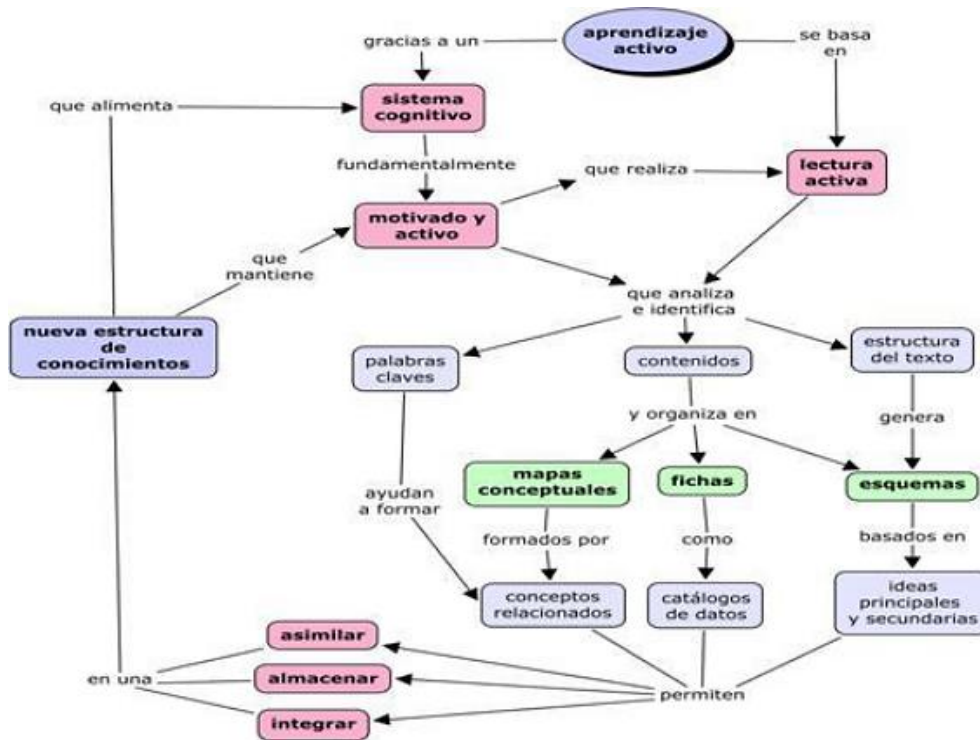 gracias a un
aprendizaje
activo
se basa
en
que alimenta
sistema
cognitivo
fundamentalmente
que realiza
lectura
activa
motivado y
activo
que
mantiene
que analiza
e identifica
nueva estructura
de
conocimientos
palabras
claves
contenidos
estructura
del texto
y organiza en
genera
mapas
conceptuales
fichas
esquemas
ayudan
a formar
formados por
como
basados en
conceptos
relacionados
catálogos
de datos
ideas
principales
y secundarias
asimilar
en una
almacenar
permiten
integrar